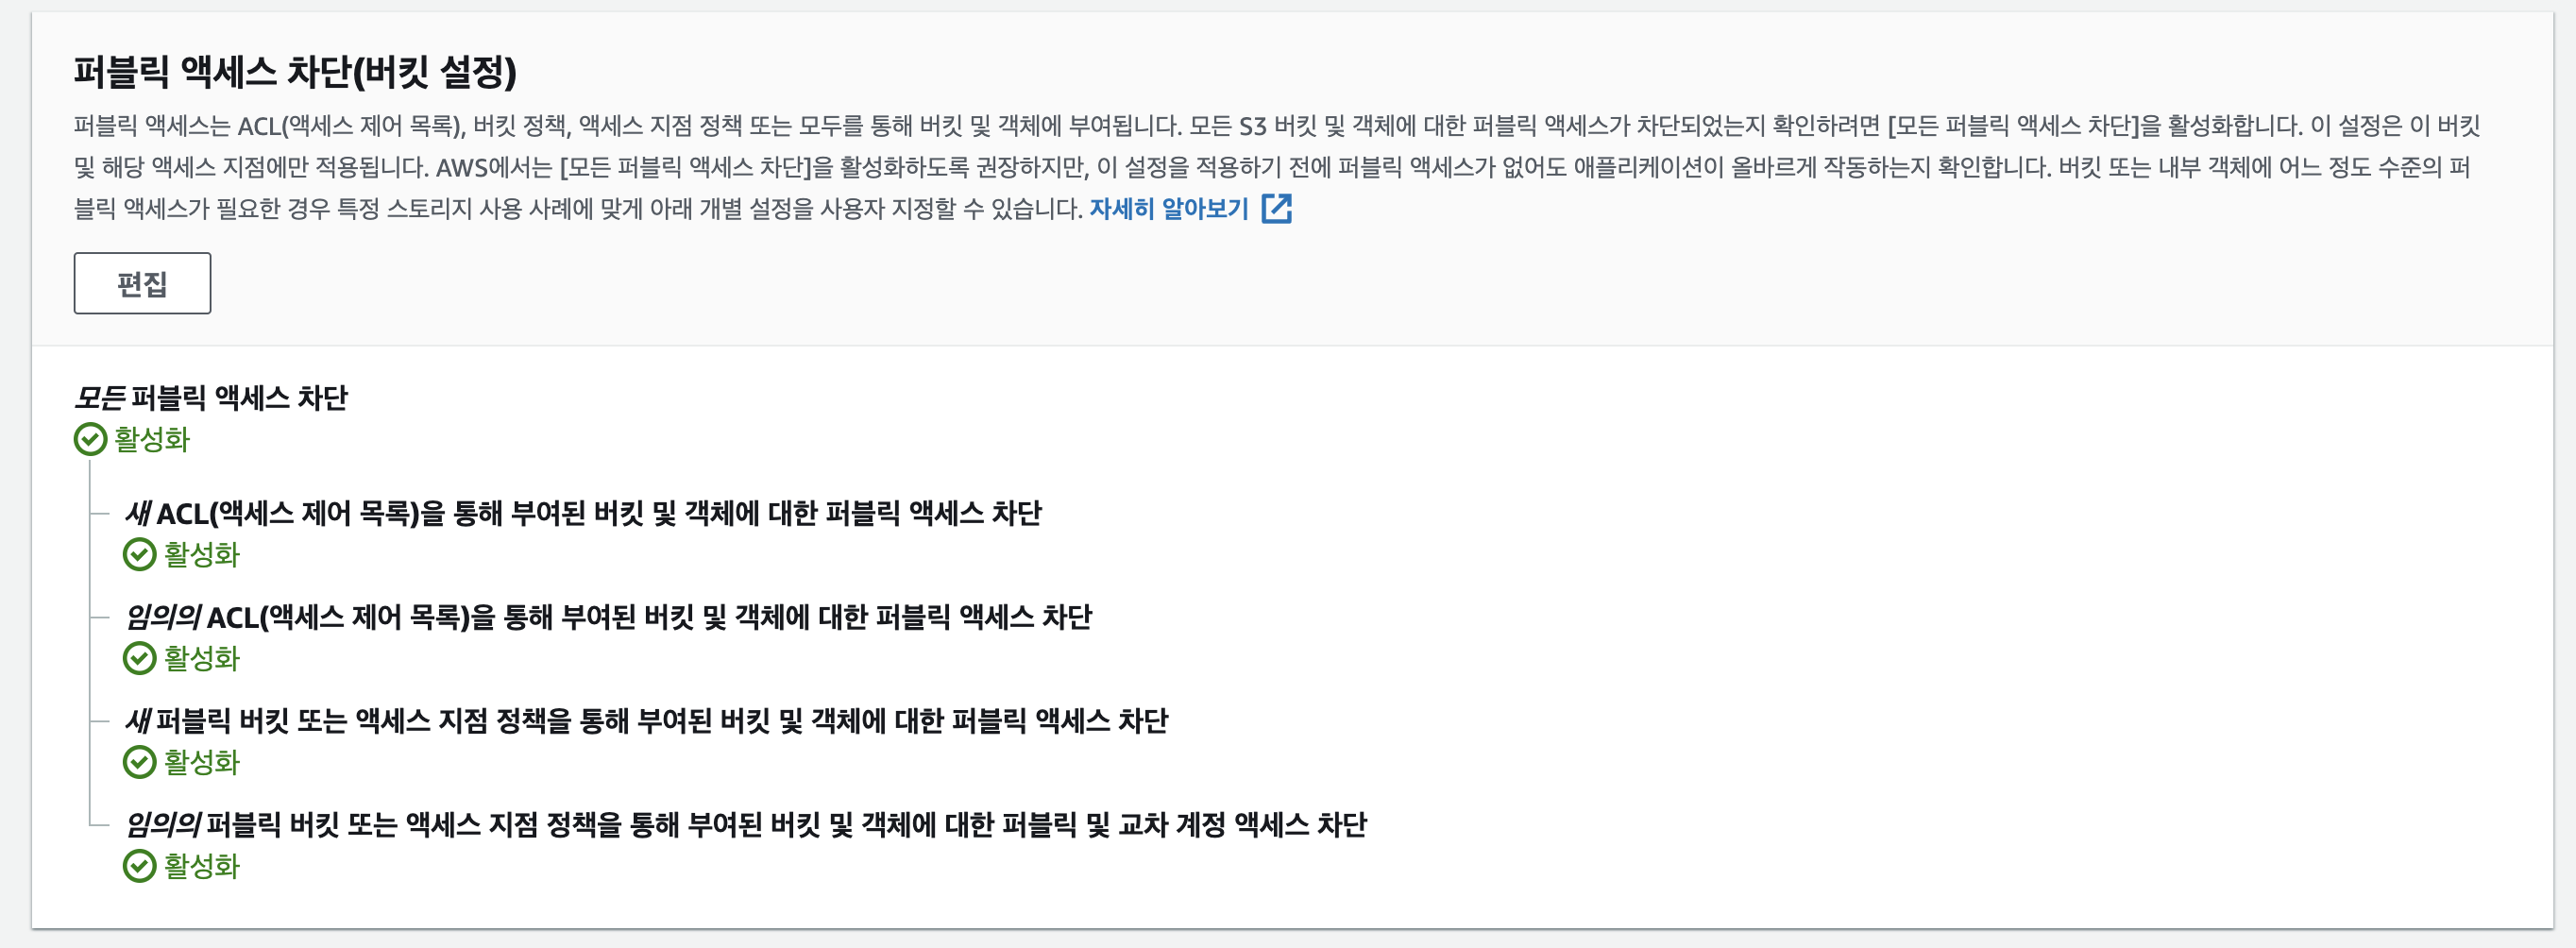 퍼블릭 액세스 차단(버킷 설정)
퍼블릭 액세스는 ACL(액세스 제어 목록), 버킷 정책, 액세스 지점 정책 또는 모두를 통해 버킷 및 객체에 부여됩니다. 모든 S3 버킷 및 객체에 대한 퍼블릭 액세스가 차단되었는지 확인하려면 [모든 퍼블릭 액세스 차단]을 활성화합니다. 이 설정은 이 버킷
및 해당 액세스 지점에만 적용됩니다. AWS에서는 [모든 퍼블릭 액세스 차단]을 활성화하도록 권장하지만, 이 설정을 적용하기 전에 퍼블릭 액세스가 없어도 애플리케이션이 올바르게 작동하는지 확인합니다. 버킷 또는 내부 객체에 어느 정도 수준의 퍼
블릭 액세스가 필요한 경우 특정 스토리지 사용 사례에 맞게 아래 개별 설정을 사용자 지정할 수 있습니다. 자세히 알아보기
편집
모든 퍼블릭 액세스 차단
활성화
새 ACL(액세스 제어 목록)을 통해 부여된 버킷 및 객체에 대한 퍼블릭 액세스 차단
활성화
임의의 ACL(액세스 제어 목록)을 통해 부여된 버킷 및 객체에 대한 퍼블릭 액세스 차단
활성화
새 퍼블릭 버킷 또는 액세스 지점 정책을 통해 부여된 버킷 및 객체에 대한 퍼블릭 액세스 차단
활성화
임의의 퍼블릭 버킷 또는 액세스 지점 정책을 통해 부여된 버킷 및 객체에 대한 퍼블릭 및 교차 계정 액세스 차단
활성화